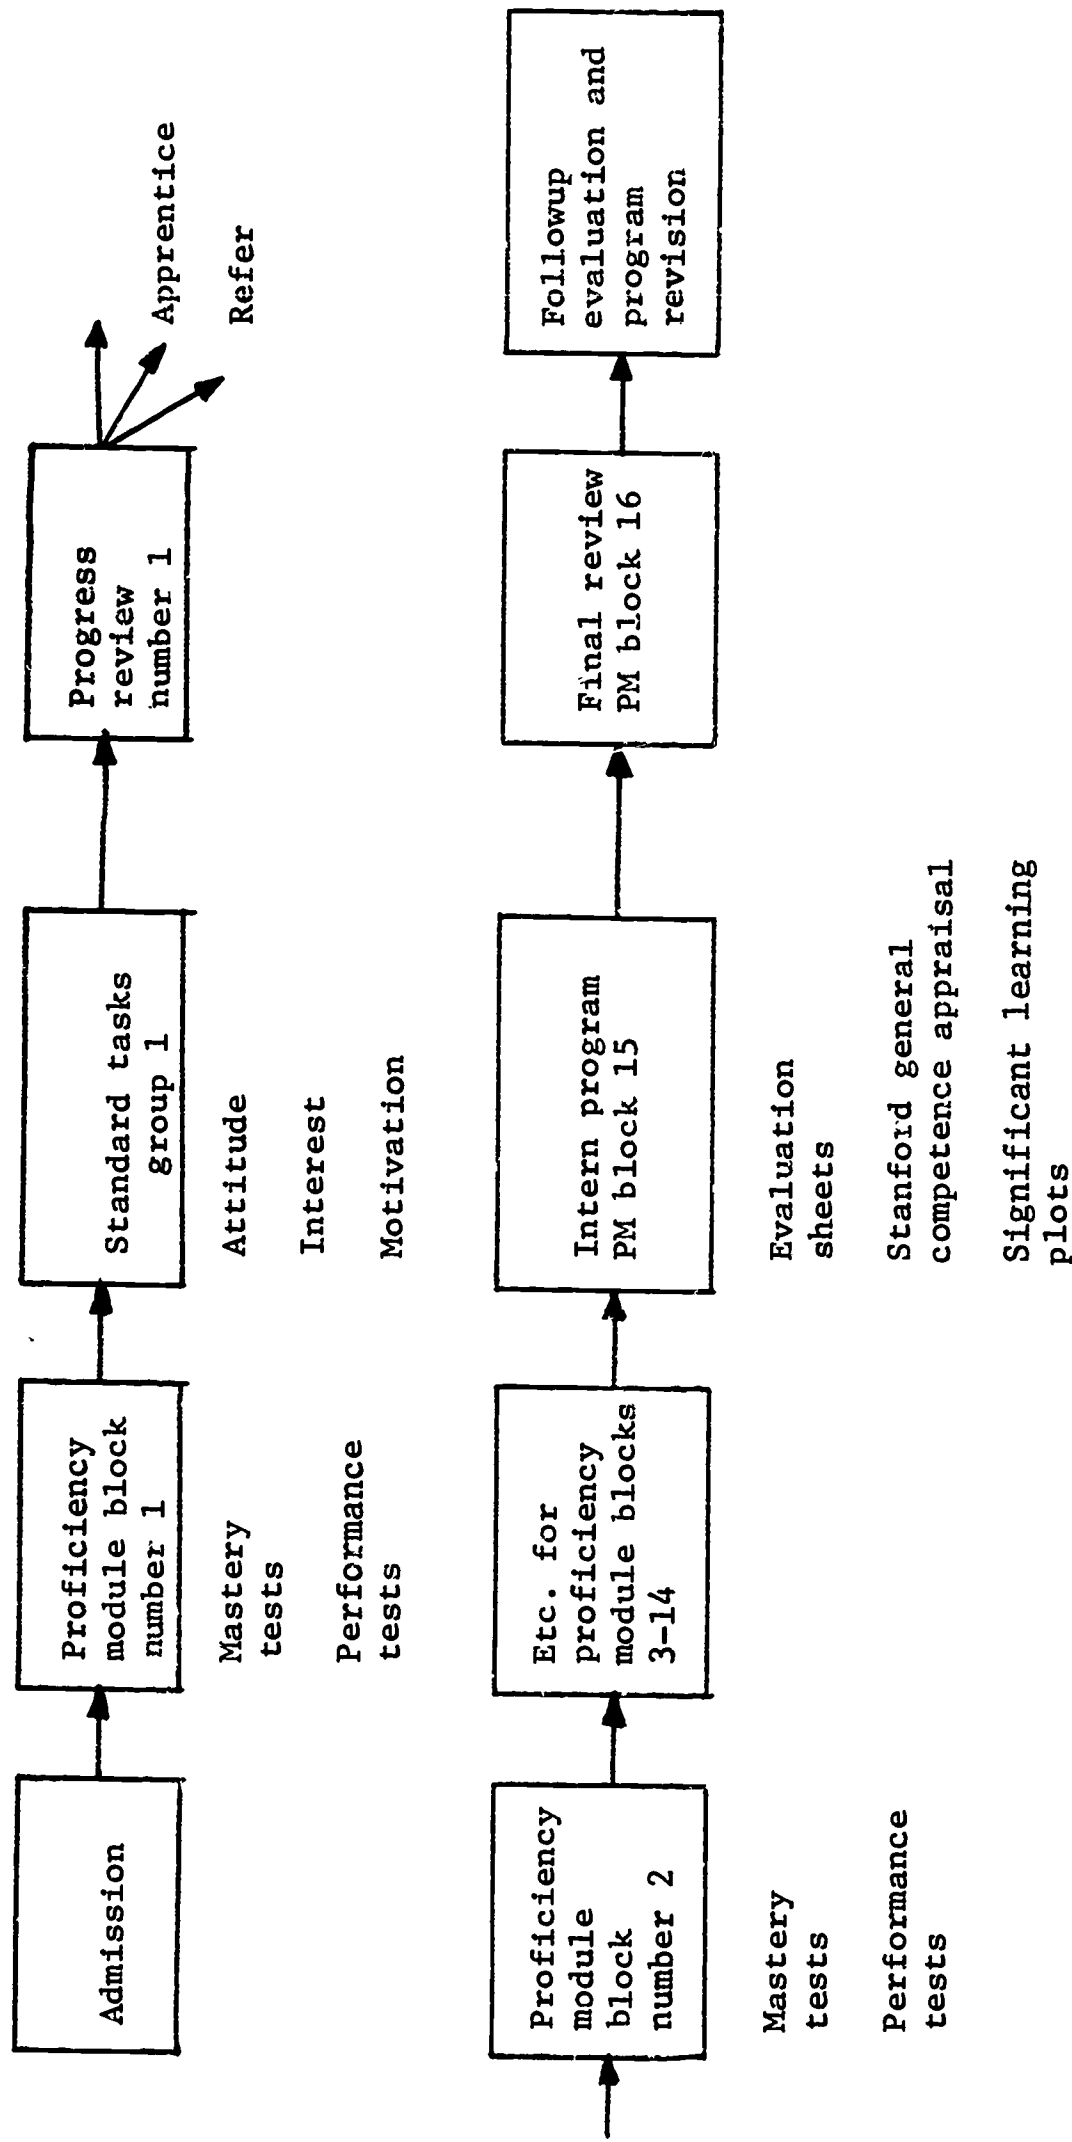 Admission
Proficiency
module block
number 1
Mastery
tests
Performance
tests
Standard tasks
group 1
Attitude
Interest
Motivation
Progress
review
number 1
Apprentice
Refer
Proficiency
module
block
number 2
Mastery
tests
Performance
tests
Etc. for
proficiency
module blocks
3-14
Intern program
PM block 15
Evaluation
sheets
Stanford general
competence appraisal
Significant learning
plots
Final review
PM block 16
Followup
evaluation and
program
revision